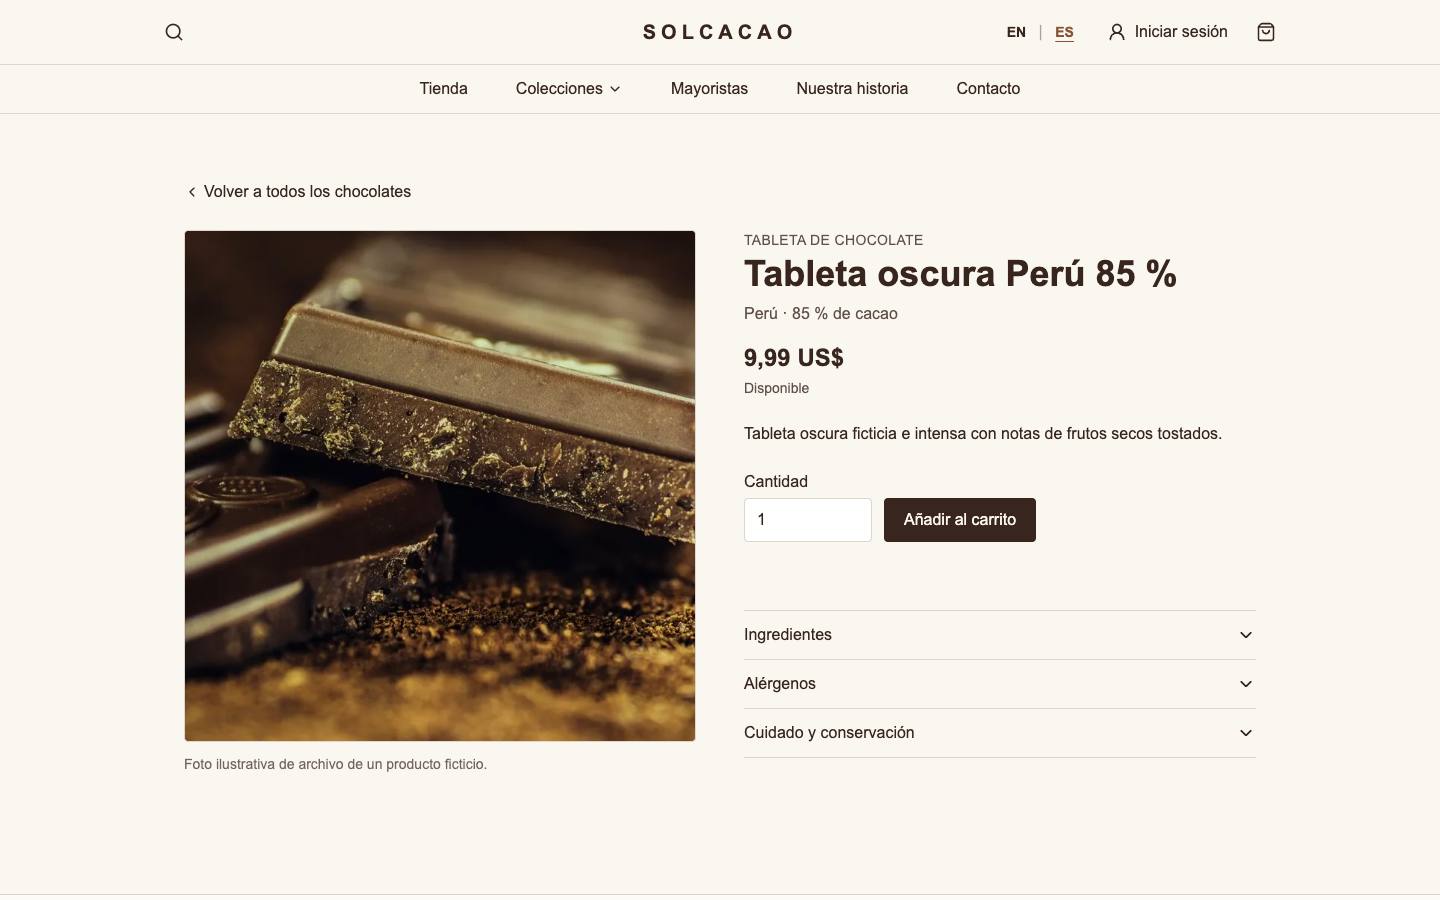 SOLCACAO
EN | ES
Iniciar sesión
Tienda
Colecciones
Mayoristas
Nuestra historia
Contacto
Volver a todos los chocolates
TABLETA DE CHOCOLATE
Tableta oscura Perú 85 %
Perú · 85 % de cacao
9,99 US$
Disponible
Tableta oscura ficticia e intensa con notas de frutos secos tostados.
Cantidad
1
Añadir al carrito
Ingredientes
Alérgenos
Cuidado y conservación
Foto ilustrativa de archivo de un producto ficticio.